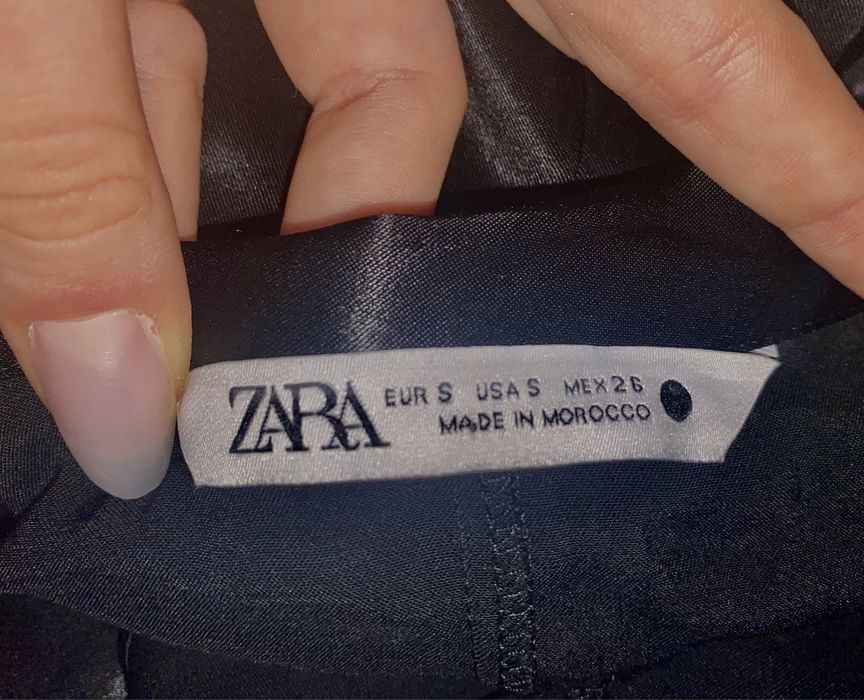 ZARA EUR S USA S MEX 26
MADE IN MOROCCO